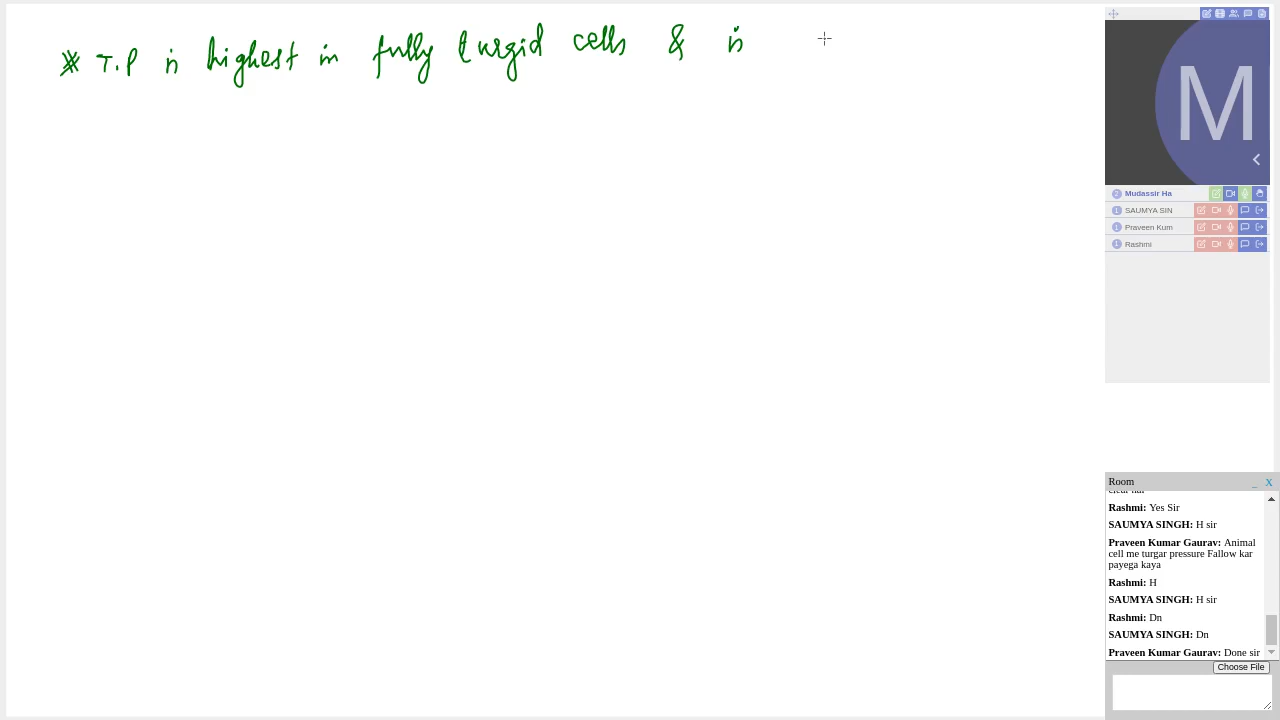 * T.P is highest in fully turgid cells & is
M
Mudassir Ha
SAUMYA SIN
Praveen Kum
Rashmi
Room
_ X
Rashmi: Yes Sir
SAUMYA SINGH: H sir
Praveen Kumar Gaurav: Animal
cell me turgar pressure Fallow kar
payega kaya
Rashmi: H
SAUMYA SINGH: H sir
Rashmi: Dn
SAUMYA SINGH: Dn
Praveen Kumar Gaurav: Done sir
Choose File